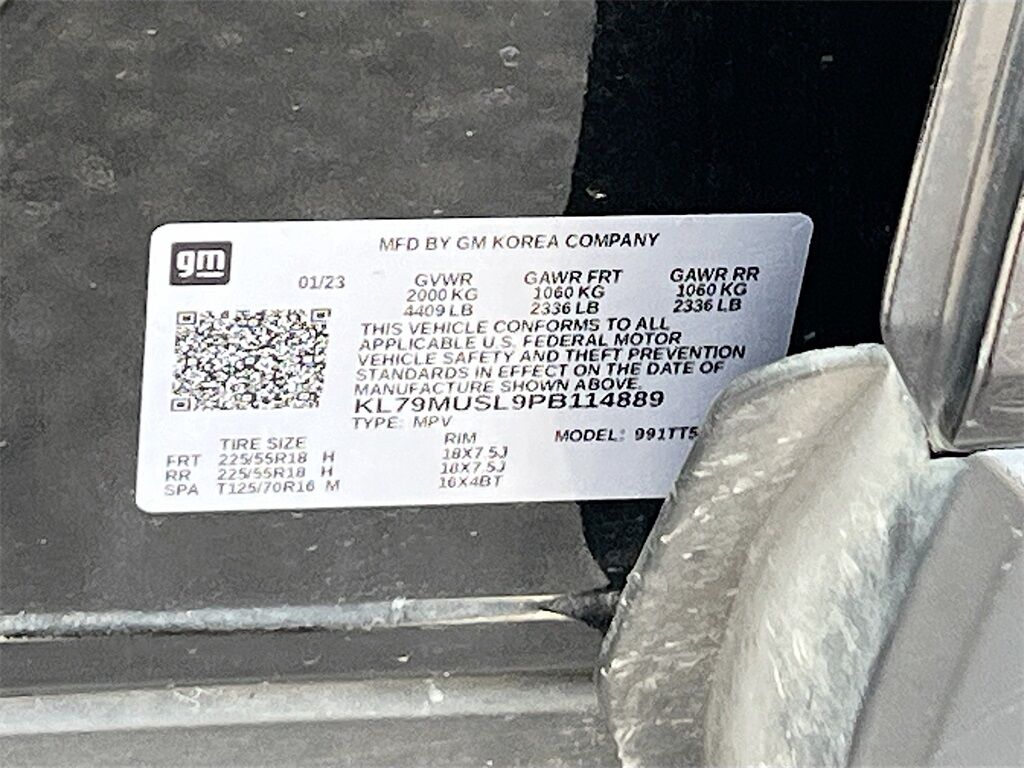 gm
MFD BY GM KOREA COMPANY
01/23
GVWR GAWR FRT GAWR RR
2000 KG 1060 KG 1060 KG
4409 LB 2336 LB 2336 LB
THIS VEHICLE CONFORMS TO ALL
APPLICABLE U.S. FEDERAL MOTOR
VEHICLE SAFETY AND THEFT PREVENTION
STANDARDS IN EFFECT ON THE DATE OF
MANUFACTURE SHOWN ABOVE.
KL79MUSL9PB114889
TYPE: MPV
MODEL: 991TT5
TIRE SIZE RIM
FRT 225/55R18 H 18X7.5J
RR 225/55R18 H 18X7.5J
SPA T125/70R16 M 16X4BT